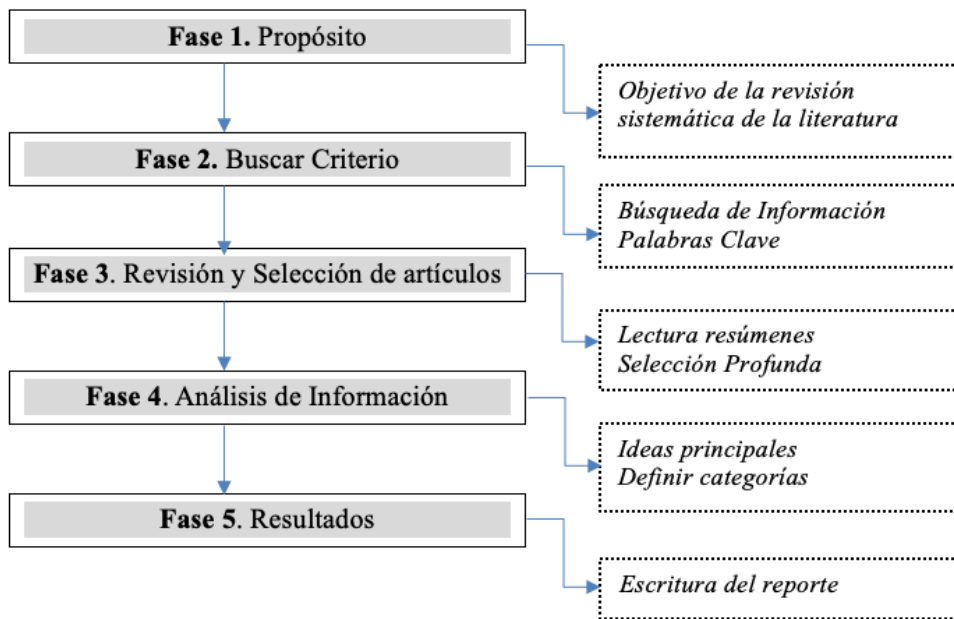 Fase 1. Propósito
Objetivo de la revisión
sistemática de la literatura
Fase 2. Buscar Criterio
Búsqueda de Información
Palabras Clave
Fase 3. Revisión y Selección de artículos
Lectura resúmenes
Selección Profunda
Fase 4. Análisis de Información
Ideas principales
Definir categorías
Fase 5. Resultados
Escritura del reporte